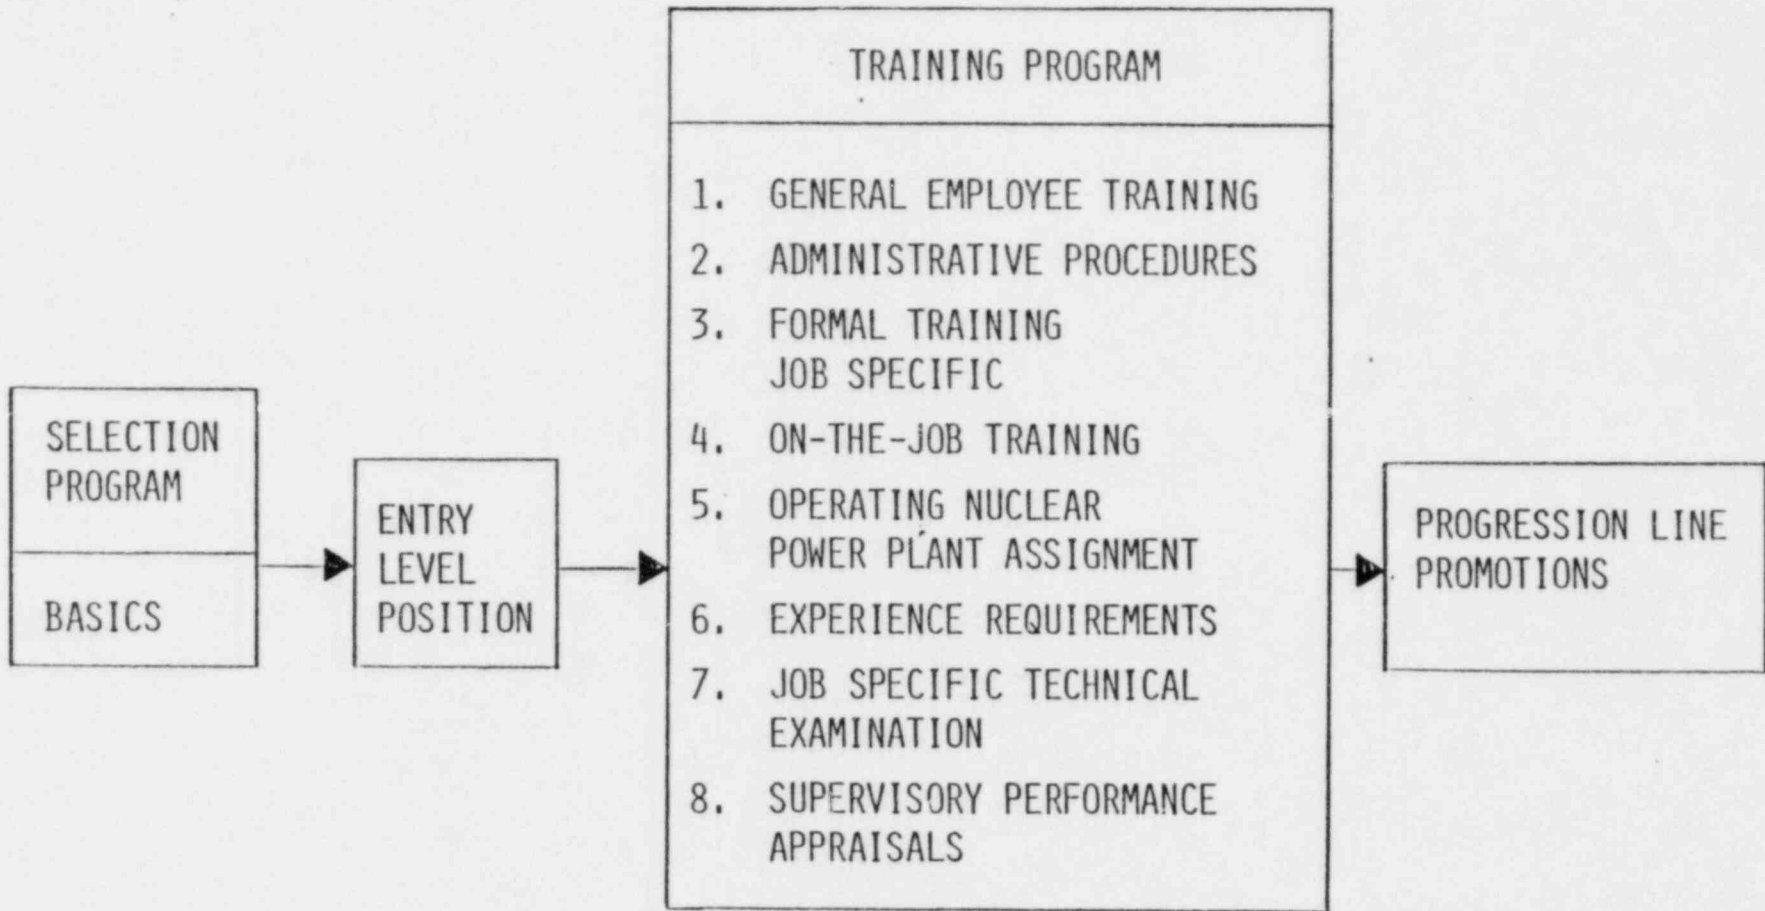 SELECTION
PROGRAM
BASICS
ENTRY
LEVEL
POSITION
TRAINING PROGRAM
1. GENERAL EMPLOYEE TRAINING
2. ADMINISTRATIVE PROCEDURES
3. FORMAL TRAINING
JOB SPECIFIC
4. ON-THE-JOB TRAINING
5. OPERATING NUCLEAR
POWER PLANT ASSIGNMENT
6. EXPERIENCE REQUIREMENTS
7. JOB SPECIFIC TECHNICAL
EXAMINATION
8. SUPERVISORY PERFORMANCE
APPRAISALS
PROGRESSION LINE
PROMOTIONS